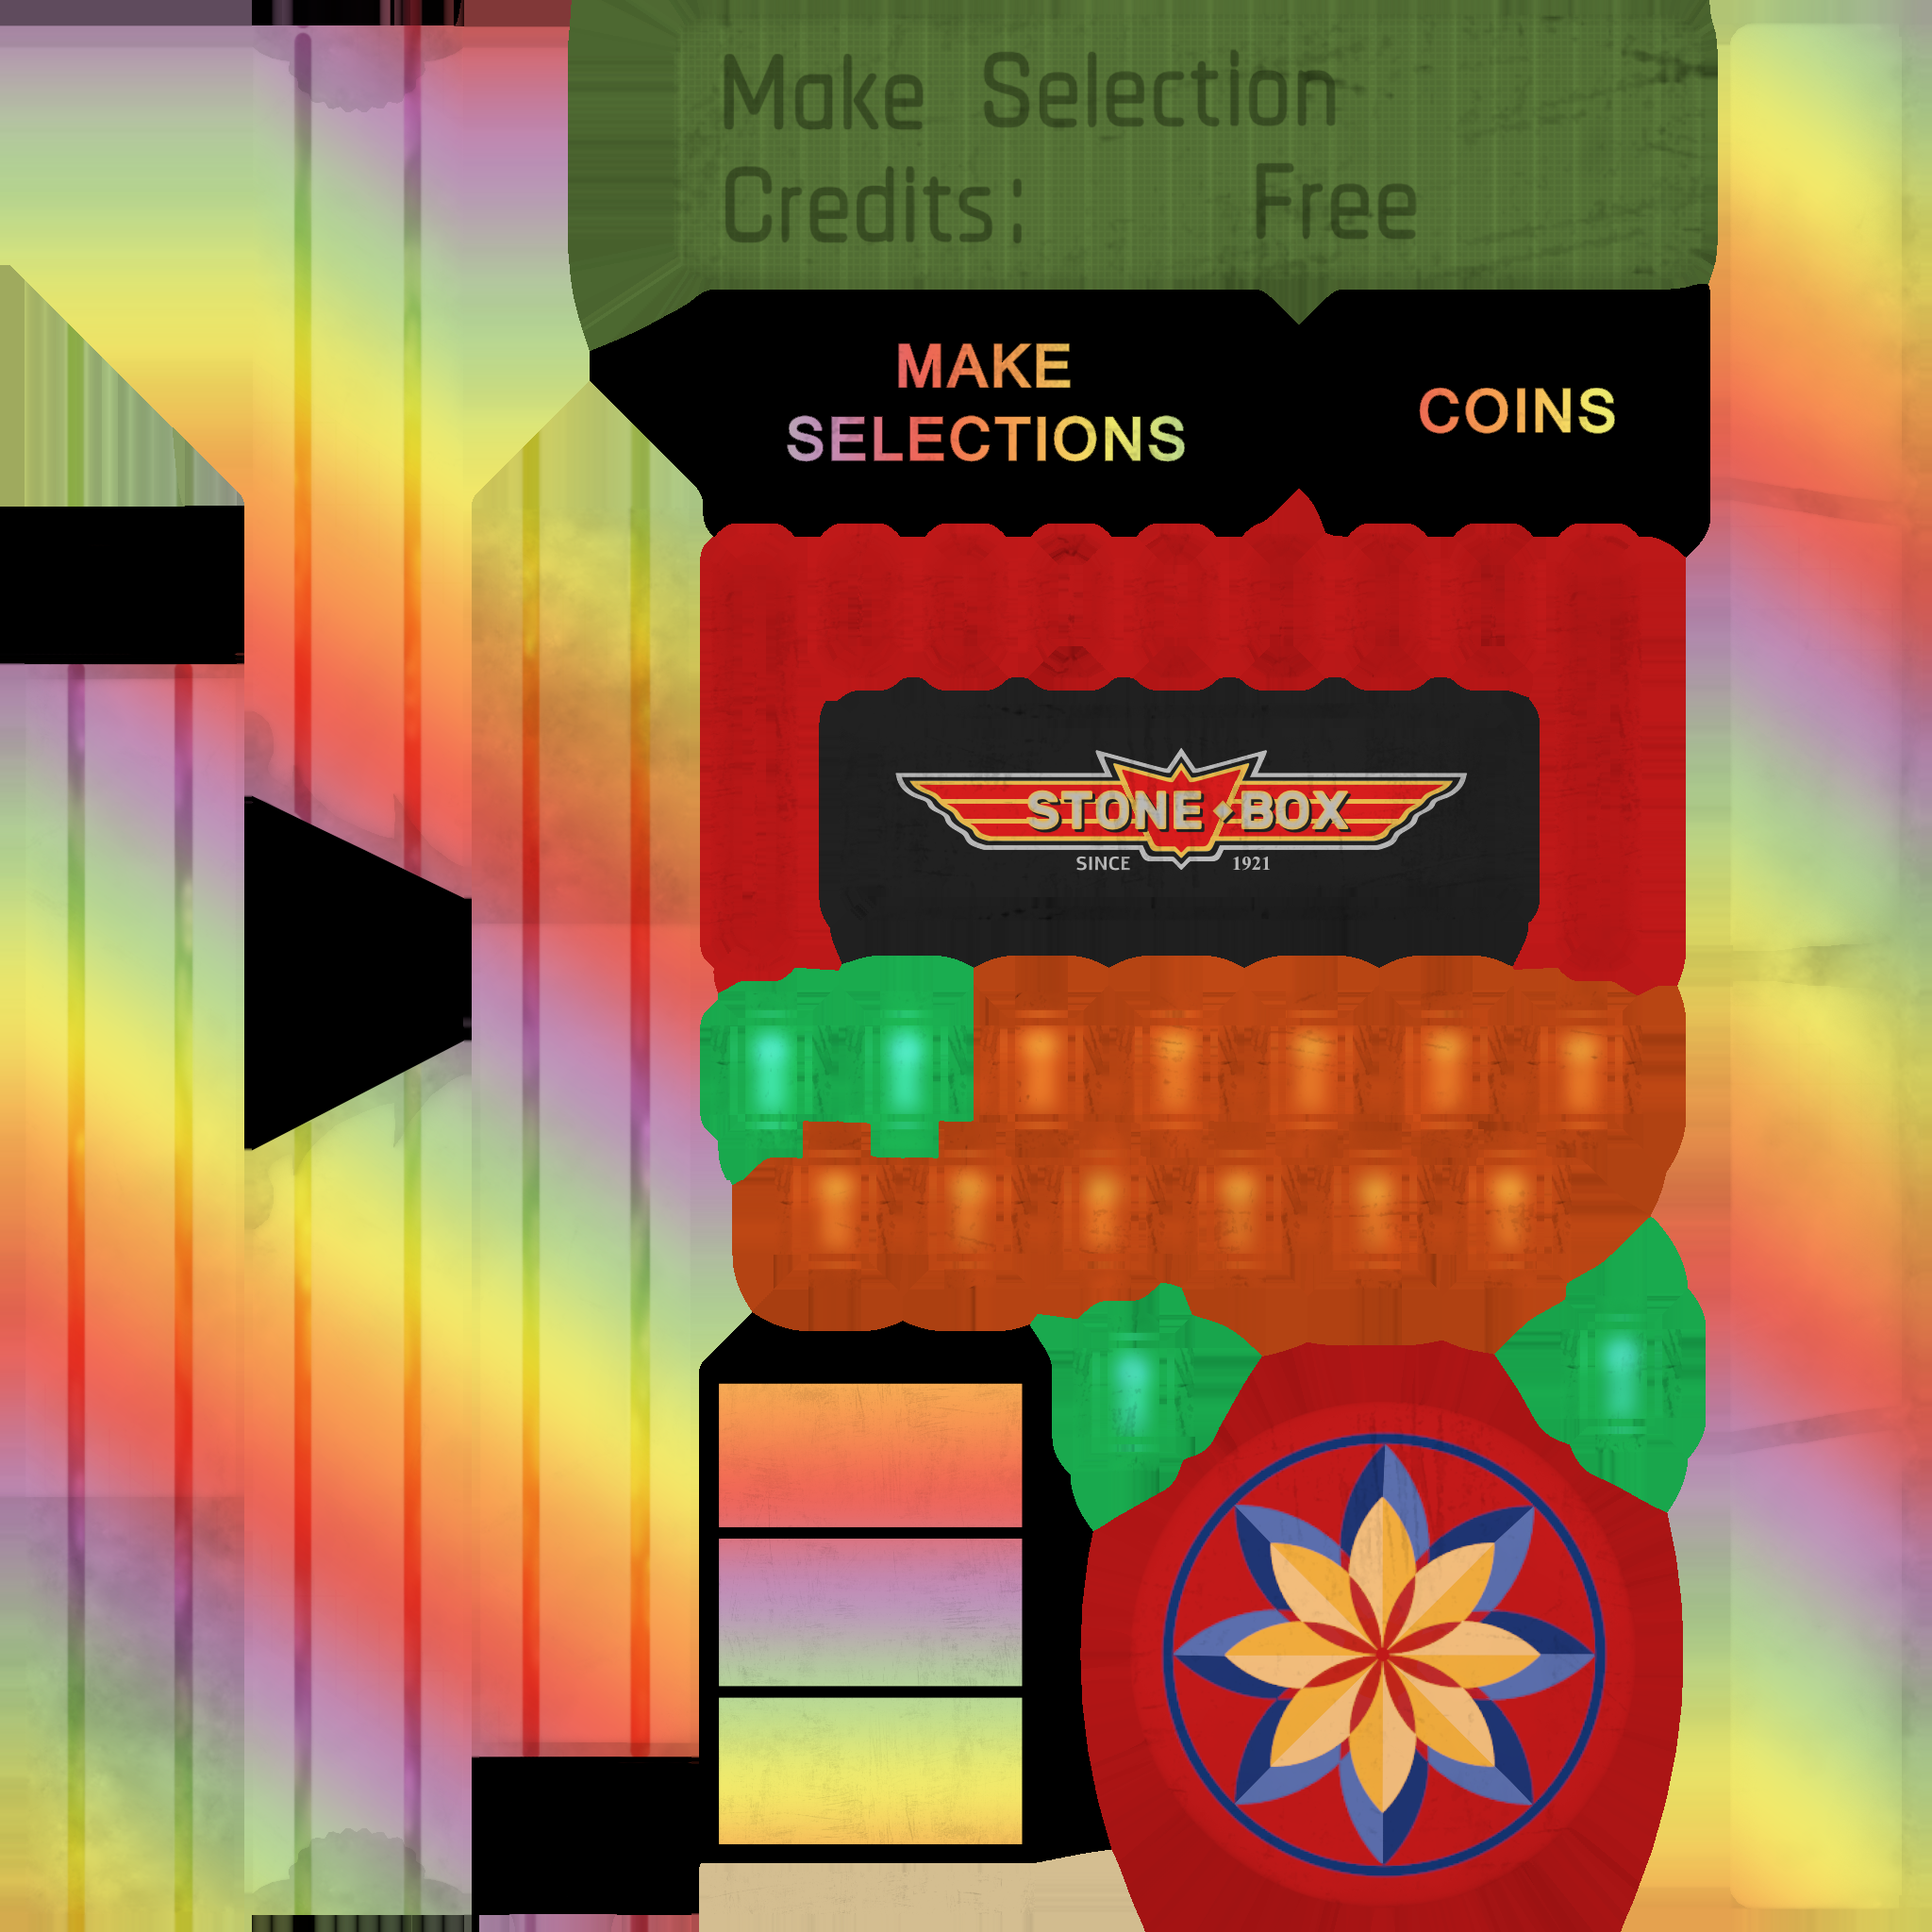 Make Selection
Credits: Free
MAKE
SELECTIONS
COINS
STONE BOX
SINCE 1921